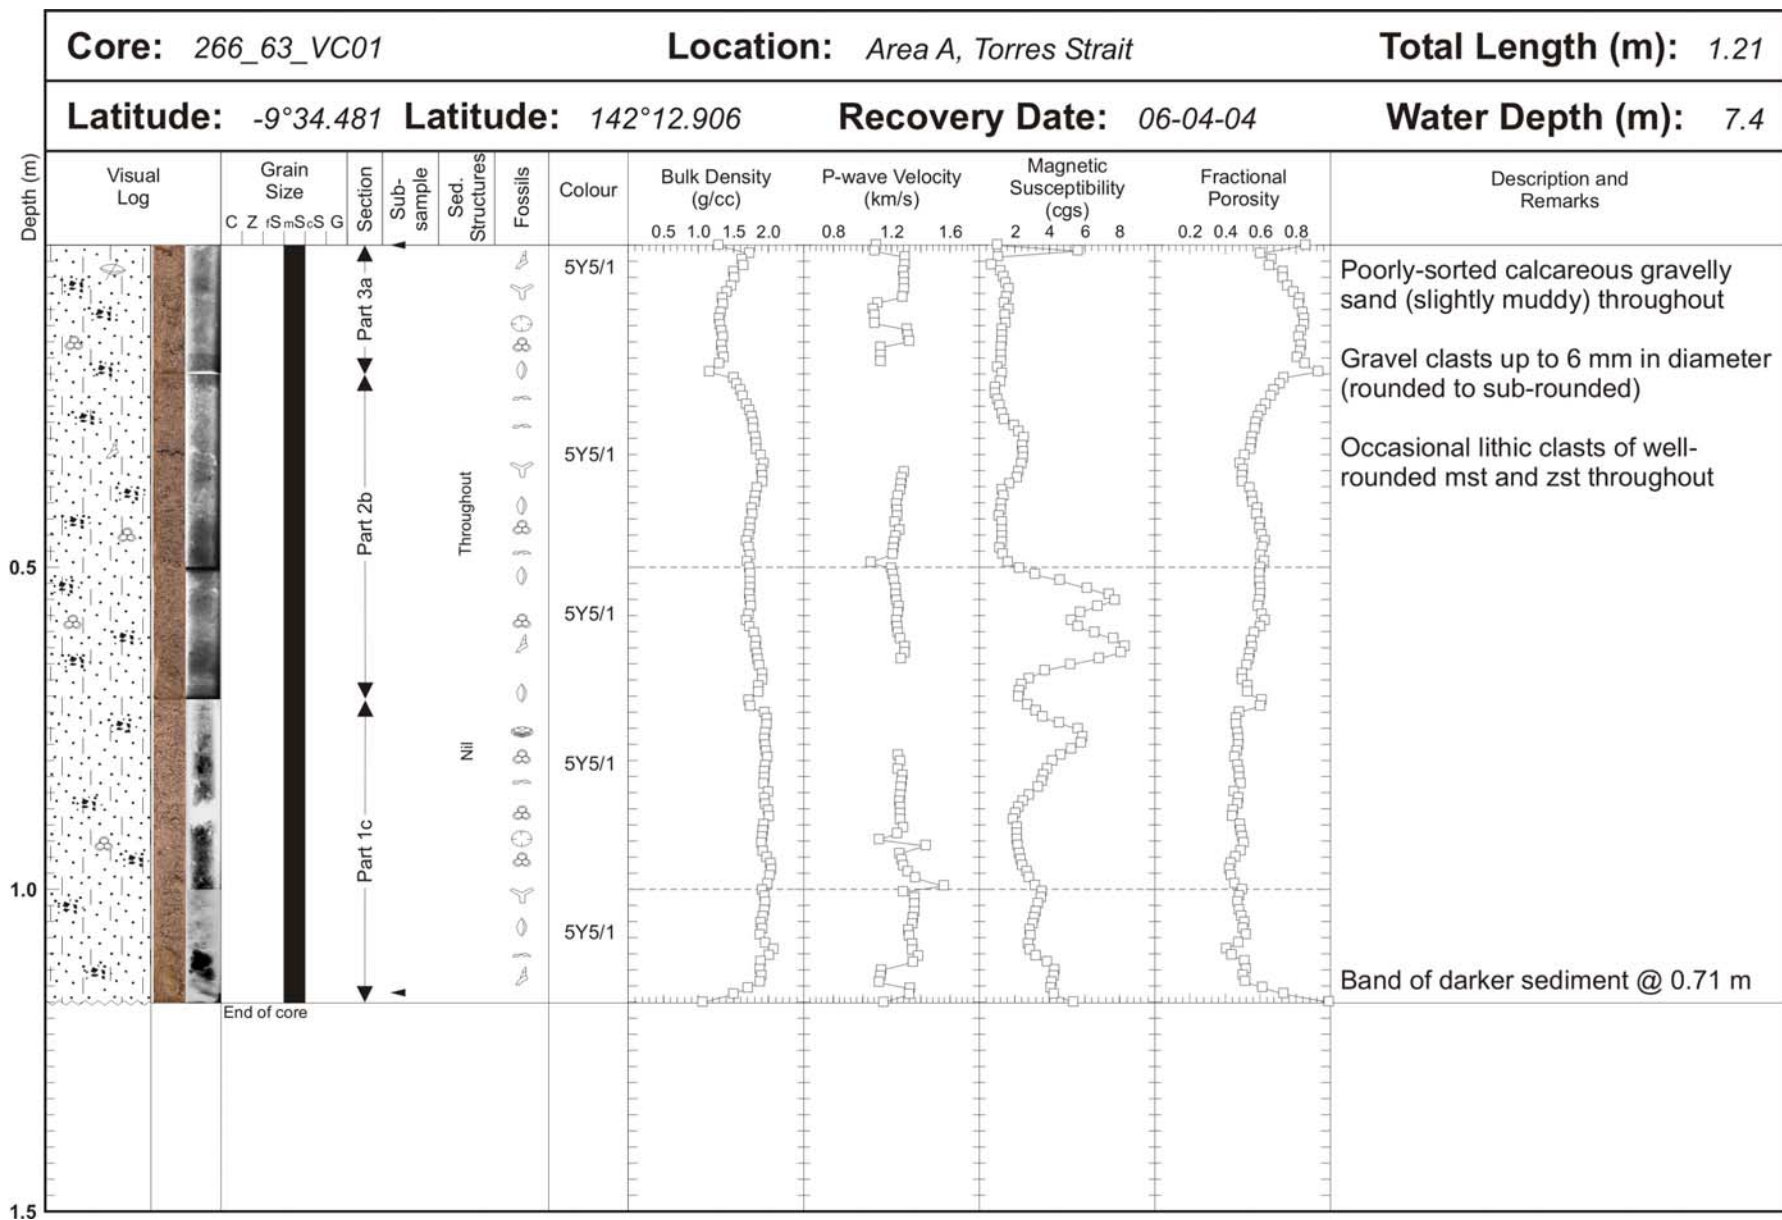 Core: 266_63_VC01 Location: Area A, Torres Strait Total Length (m): 1.21
Latitude: -9°34.481 Latitude: 142°12.906 Recovery Date: 06-04-04 Water Depth (m): 7.4
Depth (m)
Visual
Log
Grain
Size
C Z fS mS cS G
Section
Sub-
sample
Sed.
Structures
Fossils
Colour
Bulk Density
(g/cc)
0.5 1.0 1.5 2.0
P-wave Velocity
(km/s)
0.8 1.2 1.6
Magnetic
Susceptibility
(cgs)
2 4 6 8
Fractional
Porosity
0.2 0.4 0.6 0.8
Description and
Remarks
Part 3a
5Y5/1
Poorly-sorted calcareous gravelly
sand (slightly muddy) throughout
Gravel clasts up to 6 mm in diameter
(rounded to sub-rounded)
5Y5/1
Occasional lithic clasts of well-
rounded mst and zst throughout
Part 2b
Throughout
0.5
5Y5/1
Nil
5Y5/1
Part 1c
1.0
5Y5/1
Band of darker sediment @ 0.71 m
End of core
1.5